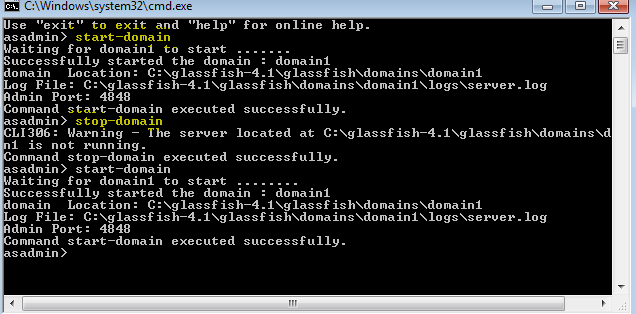 C:\Windows\system32\cmd.exe
Use "exit" to exit and "help" for online help.
asadmin> start-domain
Waiting for domain1 to start .......
Successfully started the domain : domain1
domain  Location: C:\glassfish-4.1\glassfish\domains\domain1
Log File: C:\glassfish-4.1\glassfish\domains\domain1\logs\server.log
Admin Port: 4848
Command start-domain executed successfully.
asadmin> stop-domain
CLI306: Warning - The server located at C:\glassfish-4.1\glassfish\domains\d
n1 is not running.
Command stop-domain executed successfully.
asadmin> start-domain
Waiting for domain1 to start ........
Successfully started the domain : domain1
domain  Location: C:\glassfish-4.1\glassfish\domains\domain1
Log File: C:\glassfish-4.1\glassfish\domains\domain1\logs\server.log
Admin Port: 4848
Command start-domain executed successfully.
asadmin>